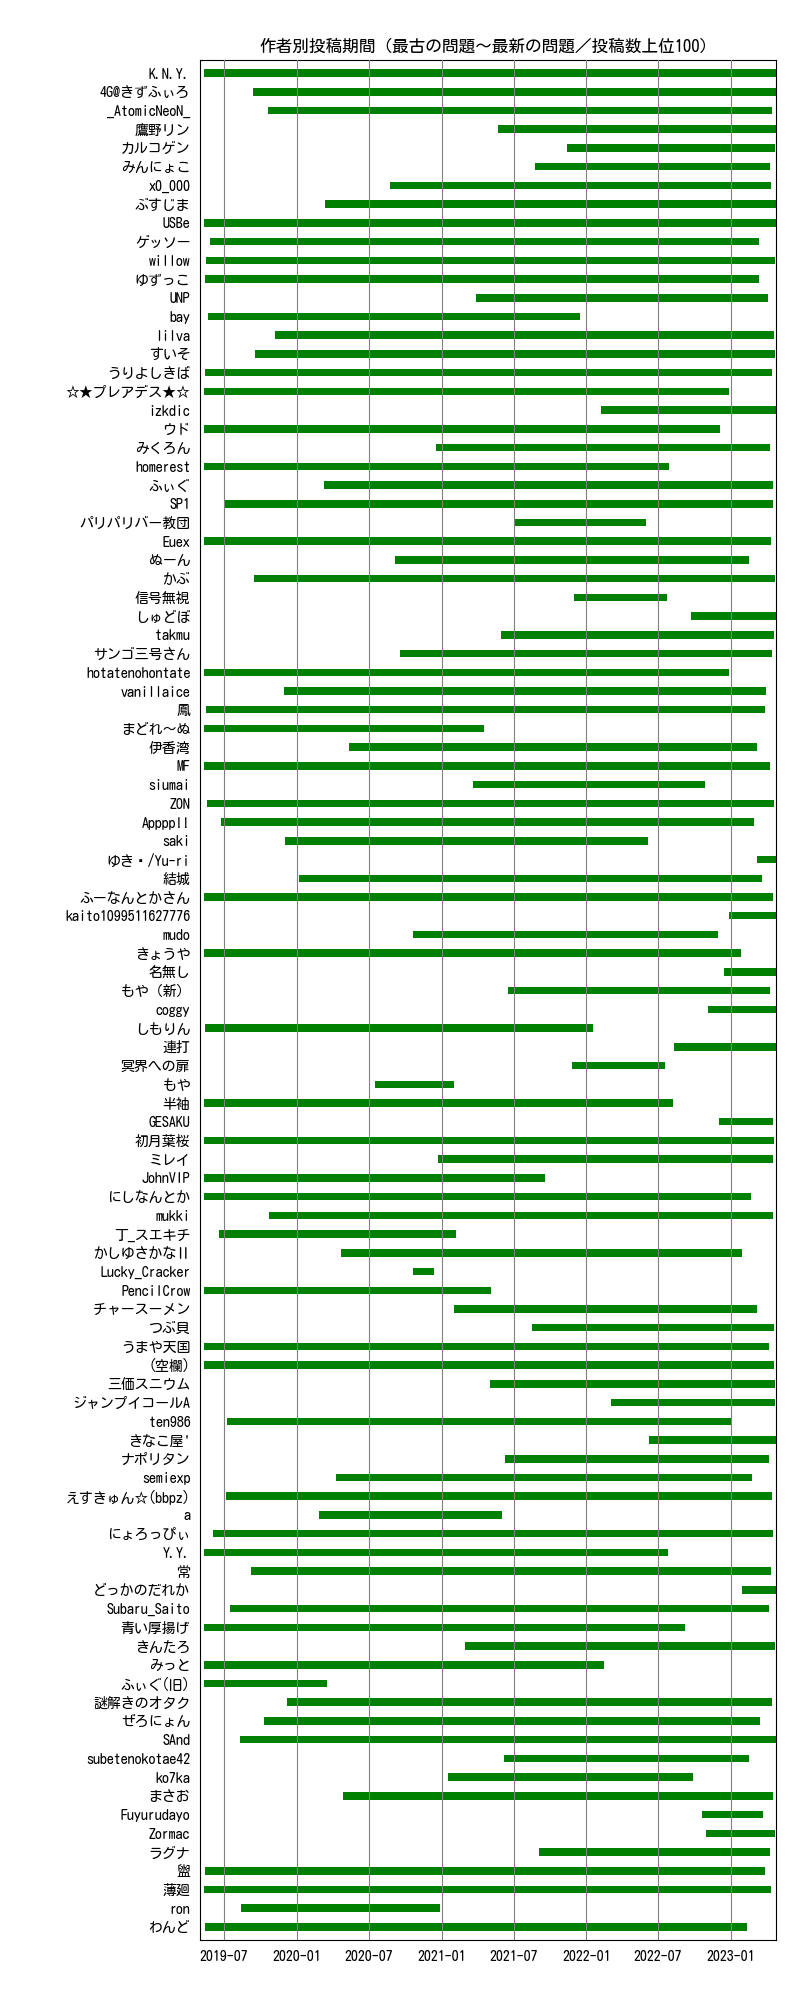 作者別投稿期間（最古の問題～最新の問題／投稿数上位100）
K.N.Y.
4G@きずふぃろ
_AtomicNeoN_
鷹野リン
カルコゲン
みんにょこ
x0_000
ぶすじま
USBe
ゲッソー
willow
ゆずっこ
UNP
bay
lilva
すいそ
うりよしきば
☆★プレアデス★☆
izkdic
ウド
みくろん
homerest
ふぃぐ
SP1
パリパリバー教団
Euex
ぬーん
かぶ
信号無視
しゅどぼ
takmu
サンゴ三号さん
hotatenohontate
vanillaice
鳳
まどれ～ぬ
伊香湾
MF
siumai
ZON
Appppll
saki
ゆき・/Yu-ri
結城
ふーなんとかさん
kaito1099511627776
mudo
きょうや
名無し
もや（新）
coggy
しもりん
連打
冥界への扉
もや
半袖
GESAKU
初月葉桜
ミレイ
JohnVIP
にしなんとか
mukki
丁_スエキチ
かしゆさかなII
Lucky_Cracker
PencilCrow
チャースーメン
つぶ貝
うまや天国
(空欄)
三価スニウム
ジャンプイコールA
ten986
きなこ屋'
ナポリタン
semiexp
えすきゅん☆(bbpz)
a
にょろっぴぃ
Y.Y.
常
どっかのだれか
Subaru_Saito
青い厚揚げ
きんたろ
みっと
ふぃぐ(旧)
謎解きのオタク
ぜろにょん
SAnd
subetenokotae42
ko7ka
まさお
Fuyurudayo
Zormac
ラグナ
盥
薄廻
ron
わんど
2019-07 2020-01 2020-07 2021-01 2021-07 2022-01 2022-07 2023-01